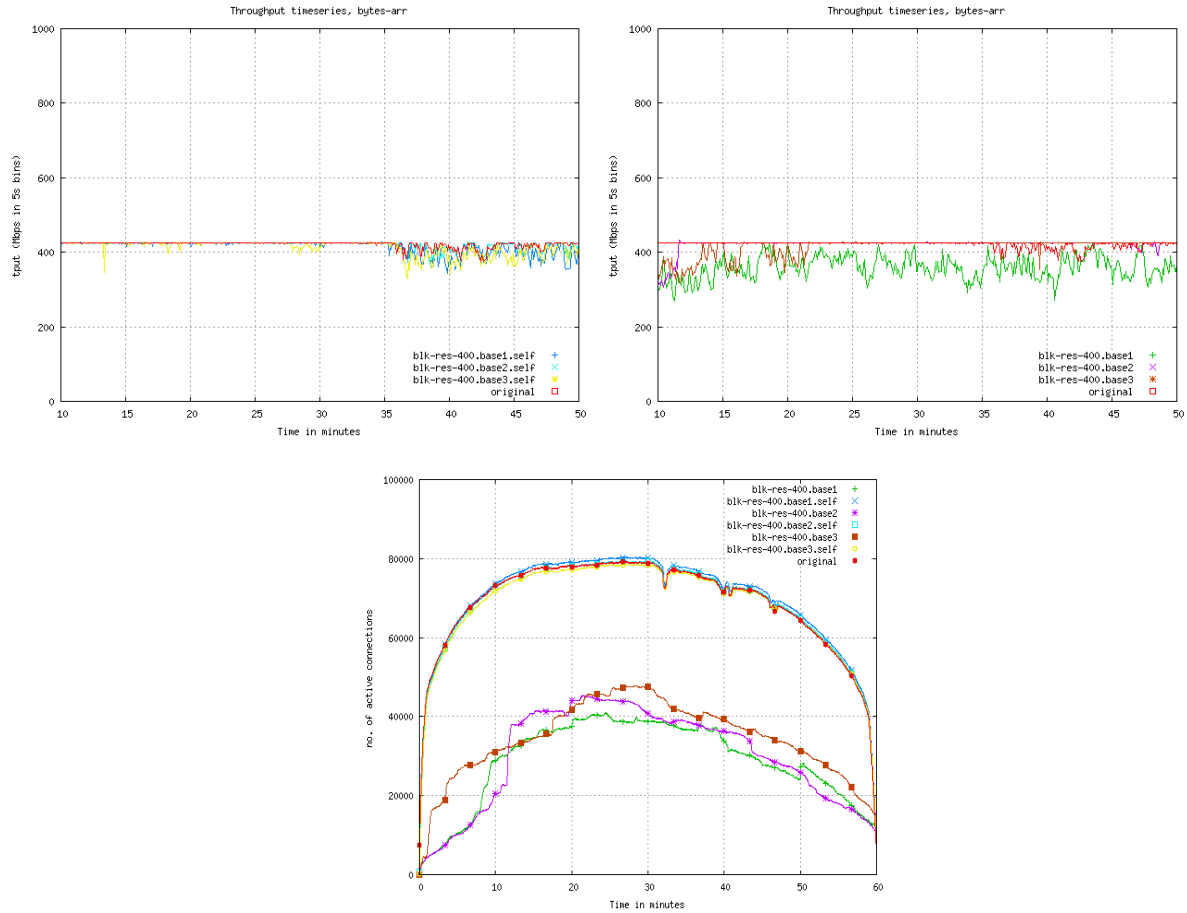 Throughput timeseries, bytes-arr
1000
800
600
400
200
0
10 15 20 25 30 35 40 45 50
tput (Mbps in 5s bins)
Time in minutes
blk-res-400.base1.self
blk-res-400.base2.self
blk-res-400.base3.self
original
Throughput timeseries, bytes-arr
1000
800
600
400
200
0
10 15 20 25 30 35 40 45 50
tput (Mbps in 5s bins)
Time in minutes
blk-res-400.base1
blk-res-400.base2
blk-res-400.base3
original
100000
80000
60000
40000
20000
0
0 10 20 30 40 50 60
no. of active connections
Time in minutes
blk-res-400.base1
blk-res-400.base1.self
blk-res-400.base2
blk-res-400.base2.self
blk-res-400.base3
blk-res-400.base3.self
original